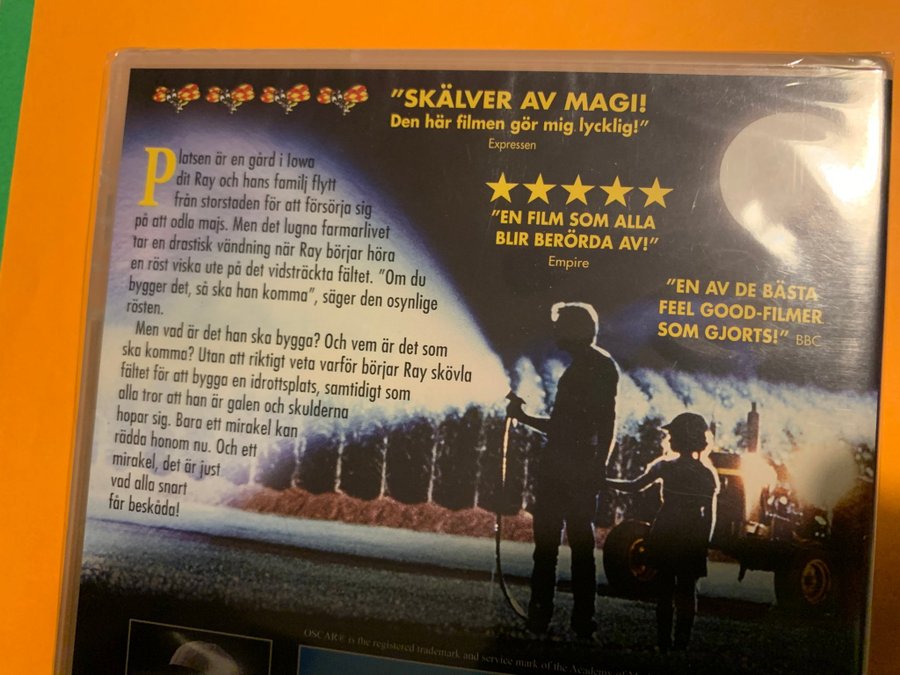 "SKÄLVER AV MAGI!
Den här filmen gör mig lycklig!"
Expressen
Platsen är en gård i Iowa
dit Ray och hans familj flytt
från storstaden för att försörja sig
på att odla majs. Men det lugna farmarlivet
tar en drastisk vändning när Ray börjar höra
en röst viska ute på det vidsträckta fältet. "Om du
bygger det, så ska han komma", säger den osynlige
rösten.
Men vad är det han ska bygga? Och vem är det som
ska komma? Utan att riktigt veta varför börjar Ray skövla
fältet för att bygga en idrottsplats, samtidigt som
alla tror att han är galen och skulderna
hopar sig. Bara ett mirakel kan
rädda honom nu. Och ett
mirakel, det är just
vad alla snart
får beskåda!
"EN FILM SOM ALLA
BLIR BERÖRDA AV!"
Empire
"EN AV DE BÄSTA
FEEL GOOD-FILMER
SOM GJORTS!" BBC
OSCAR® is the registered trademark and service mark of the Academy of